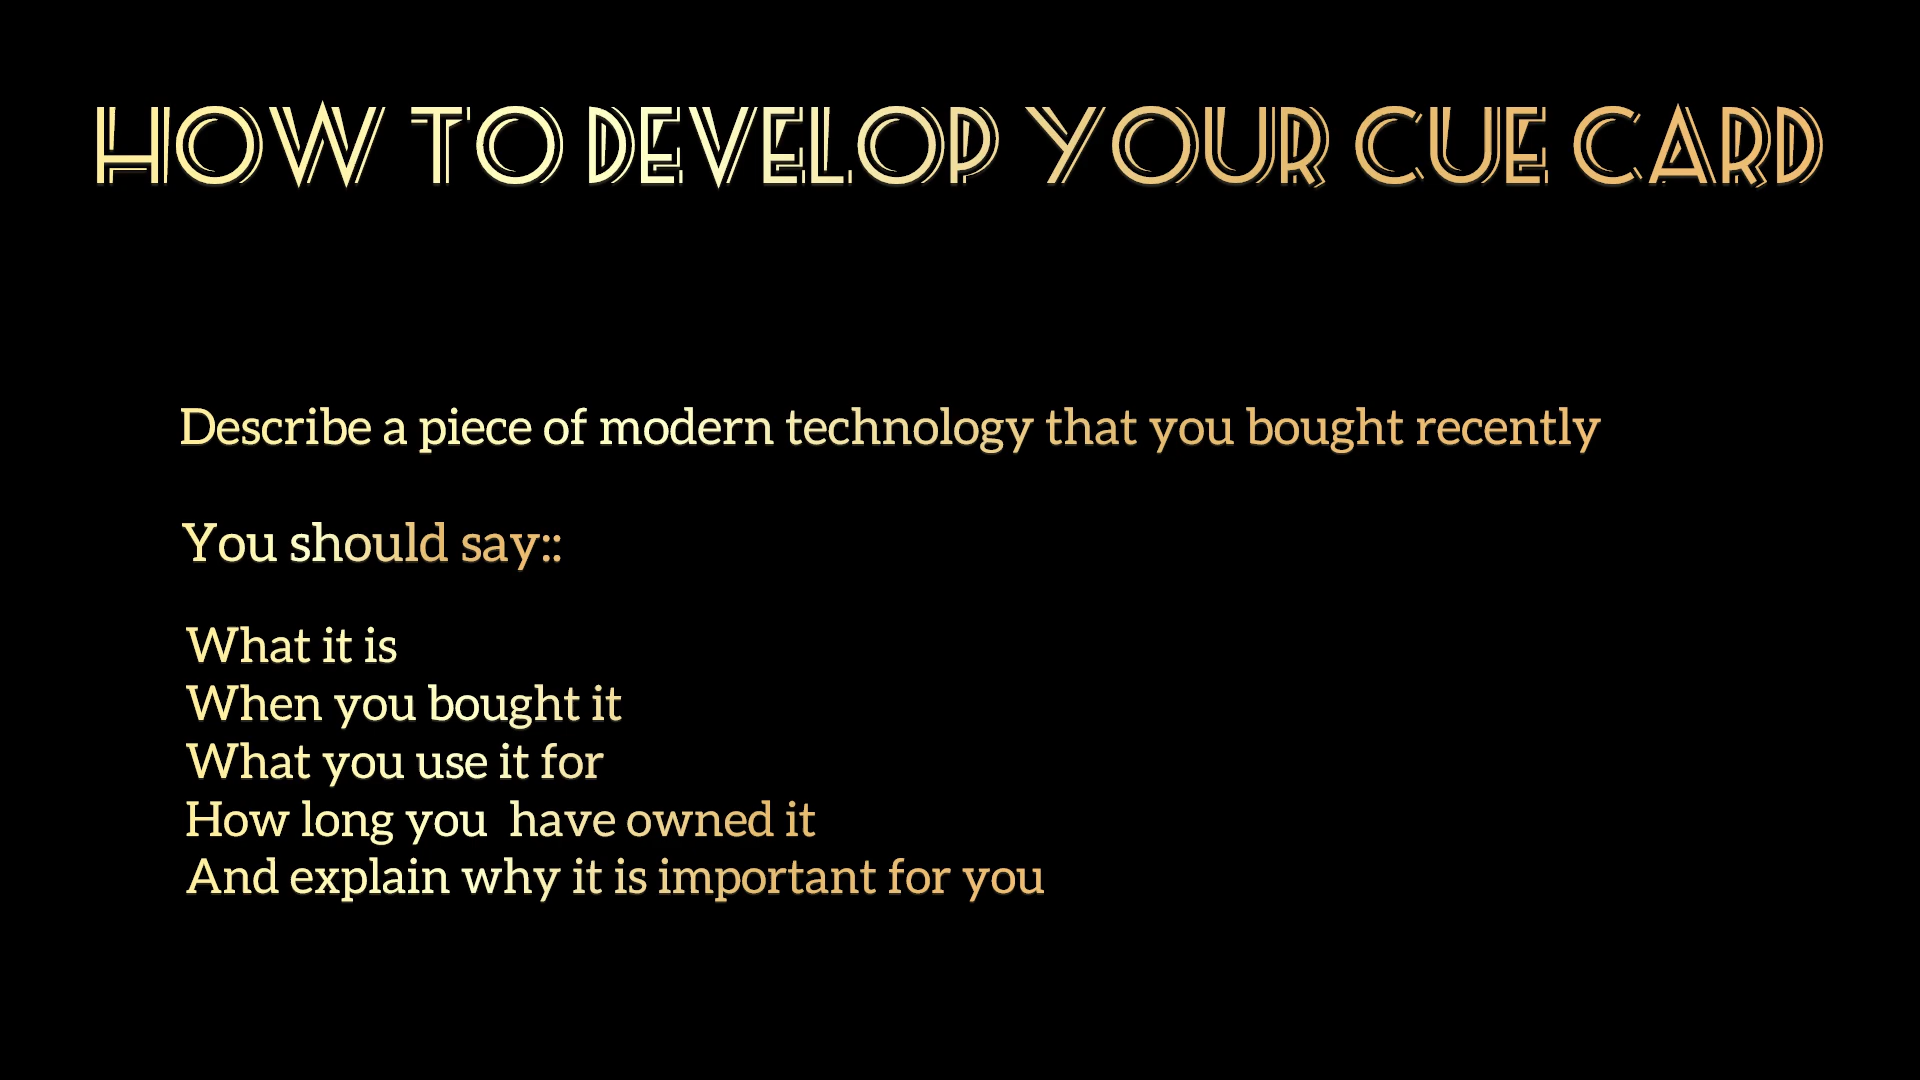 HOW TO DEVELOP YOUR CUE CARD
Describe a piece of modern technology that you bought recently
You should say::
What it is
When you bought it
What you use it for
How long you  have owned it
And explain why it is important for you